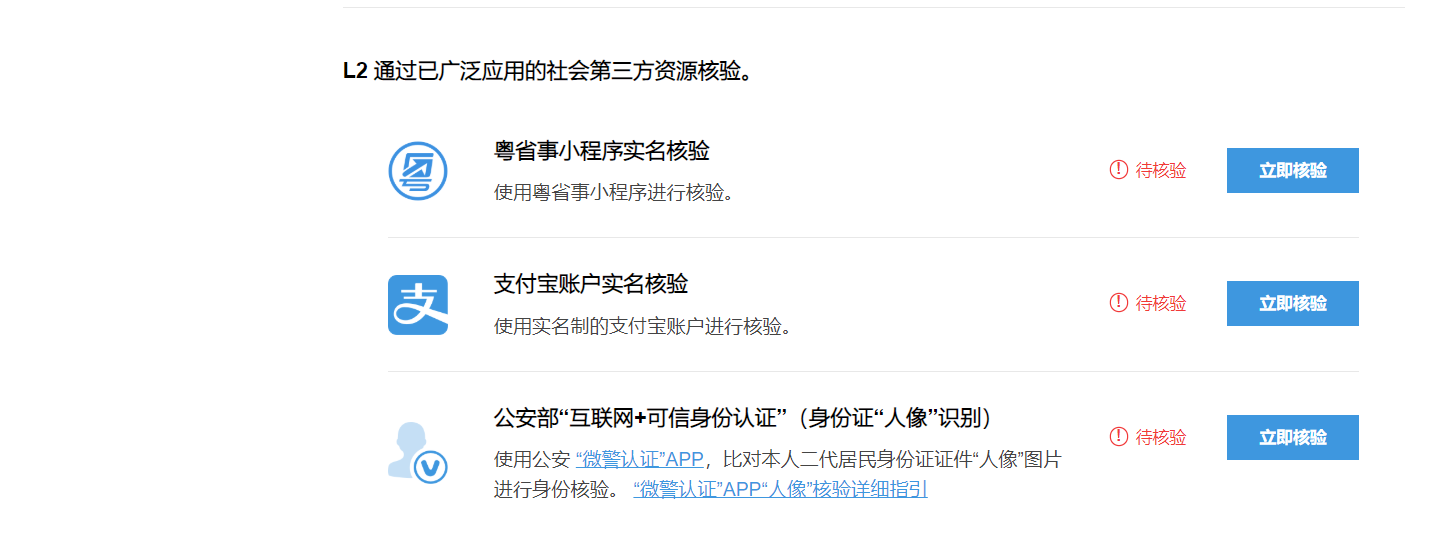 L2 通过已广泛应用的社会第三方资源核验。
粤省事小程序实名核验
使用粤省事小程序进行核验。
待核验
立即核验
支付宝账户实名核验
使用实名制的支付宝账户进行核验。
待核验
立即核验
公安部“互联网+可信身份认证”（身份证“人像”识别）
使用公安 “微警认证”APP，比对本人二代居民身份证证件“人像”图片
进行身份核验。 “微警认证”APP“人像”核验详细指引
待核验
立即核验